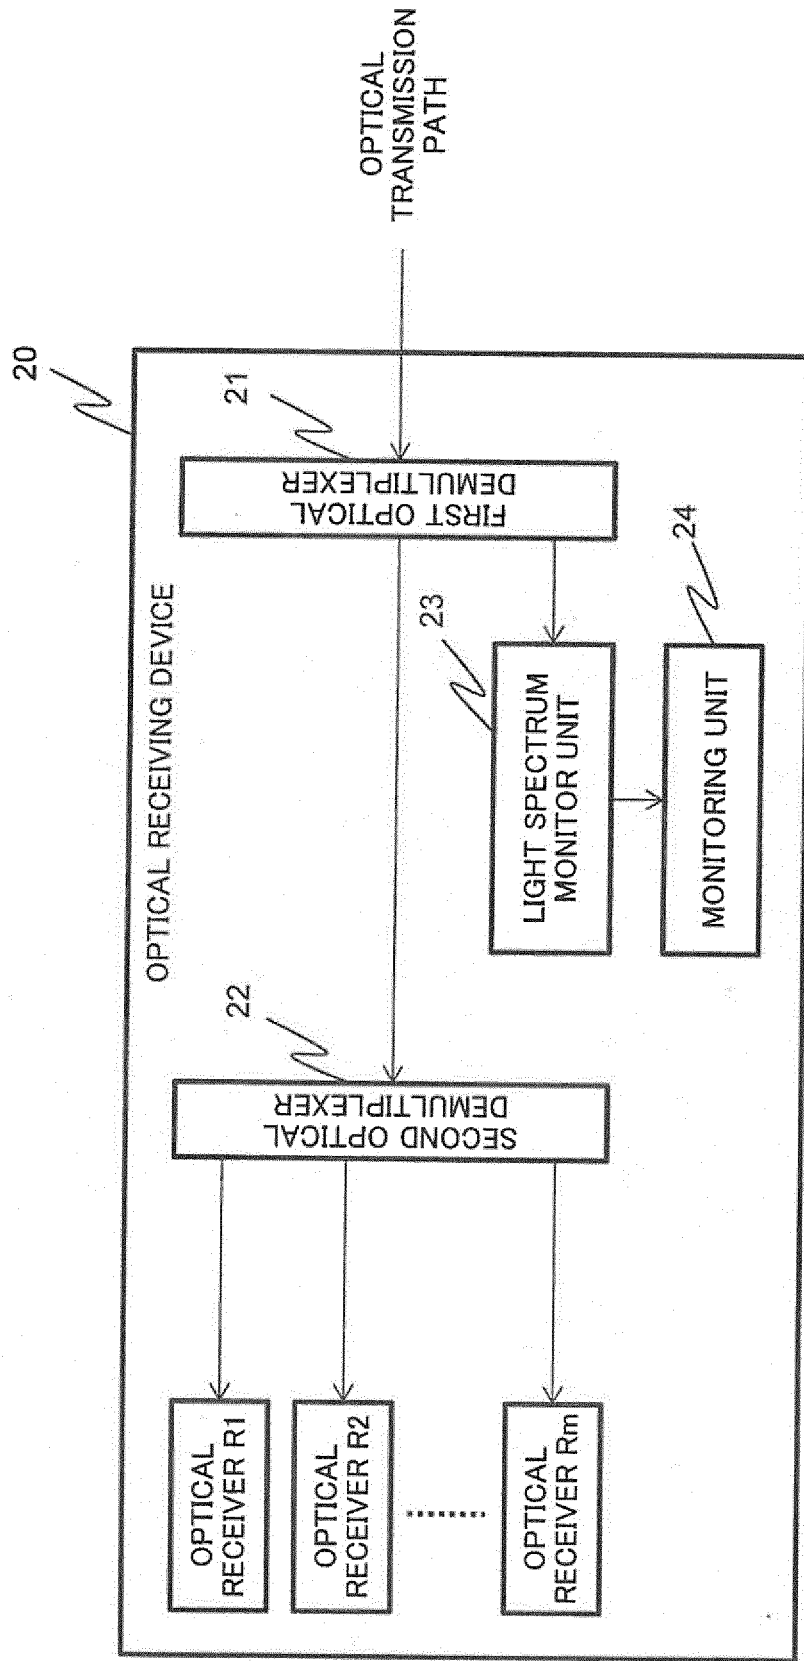 20
OPTICAL RECEIVING DEVICE
OPTICAL
RECEIVER R1
OPTICAL
RECEIVER R2
OPTICAL
RECEIVER Rm
22
SECOND OPTICAL
DEMULTIPLEXER
23
LIGHT SPECTRUM
MONITOR UNIT
MONITORING UNIT
24
21
FIRST OPTICAL
DEMULTIPLEXER
OPTICAL
TRANSMISSION
PATH